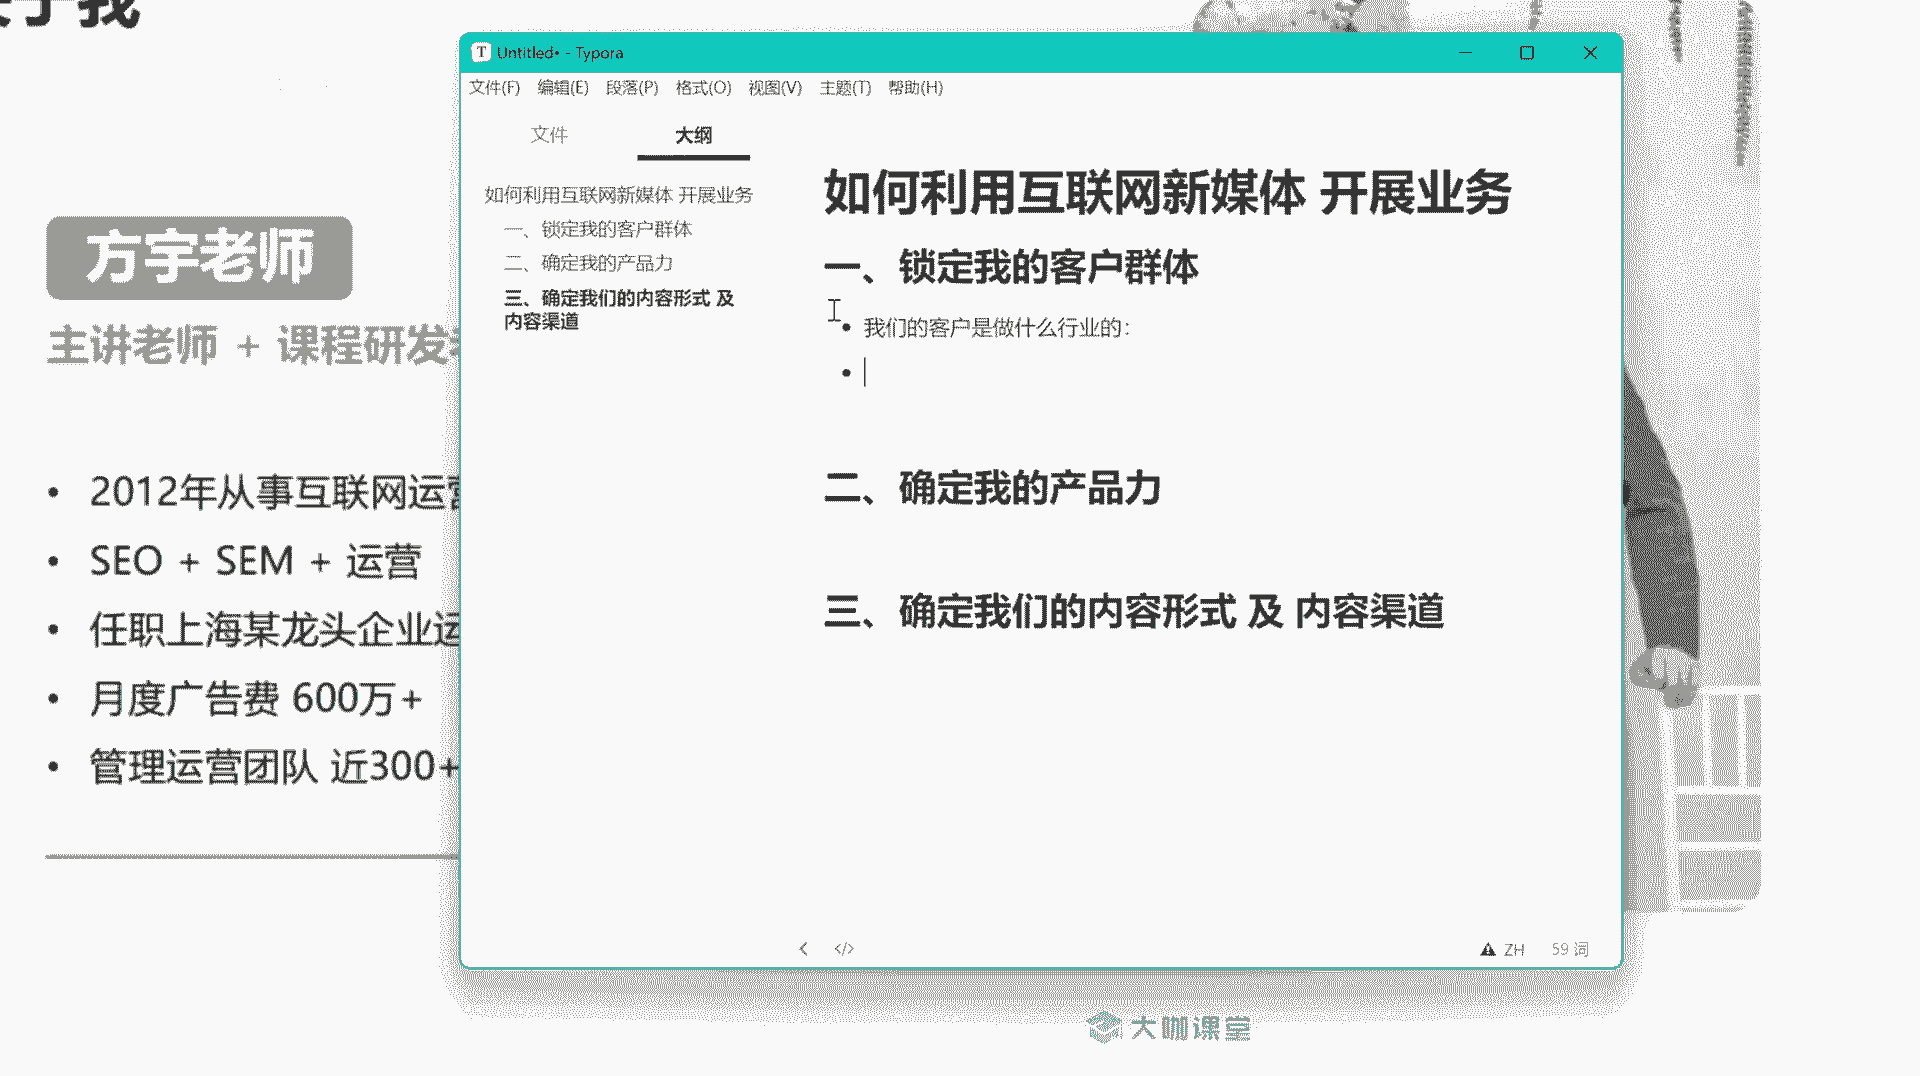 于我
方宇老师
主讲老师 + 课程研发
2012年从事互联网运营
SEO + SEM + 运营
任职上海某龙头企业运
月度广告费 600万+
管理运营团队 近300+
T Untitled• - Typora
文件(F) 编辑(E) 段落(P) 格式(O) 视图(V) 主题(T) 帮助(H)
文件 大纲
如何利用互联网新媒体 开展业务
一、锁定我的客户群体
二、确定我的产品力
三、确定我们的内容形式 及
内容渠道
如何利用互联网新媒体 开展业务
一、锁定我的客户群体
• 我们的客户是做什么行业的：
二、确定我的产品力
三、确定我们的内容形式 及 内容渠道
</> ZH 59 词
大咖课堂